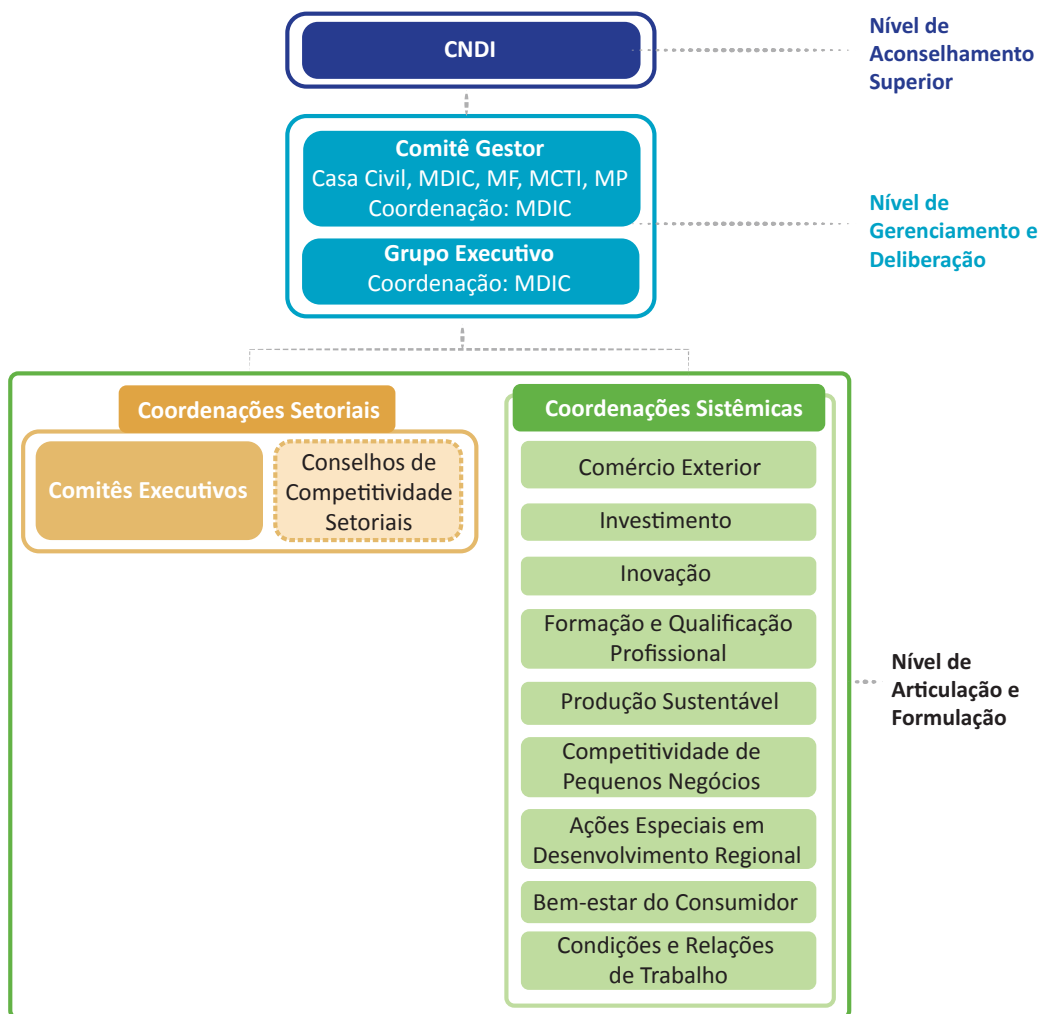 CNDI
Nível de
Aconselhamento
Superior
Comitê Gestor
Casa Civil, MDIC, MF, MCTI, MP
Coordenação: MDIC
Grupo Executivo
Coordenação: MDIC
Nível de
Gerenciamento e
Deliberação
Coordenações Setoriais
Comitês Executivos
Conselhos de
Competitividade
Setoriais
Coordenações Sistêmicas
Comércio Exterior
Investimento
Inovação
Formação e Qualificação
Profissional
Produção Sustentável
Competitividade de
Pequenos Negócios
Ações Especiais em
Desenvolvimento Regional
Bem-estar do Consumidor
Condições e Relações
de Trabalho
Nível de
Articulação e
Formulação